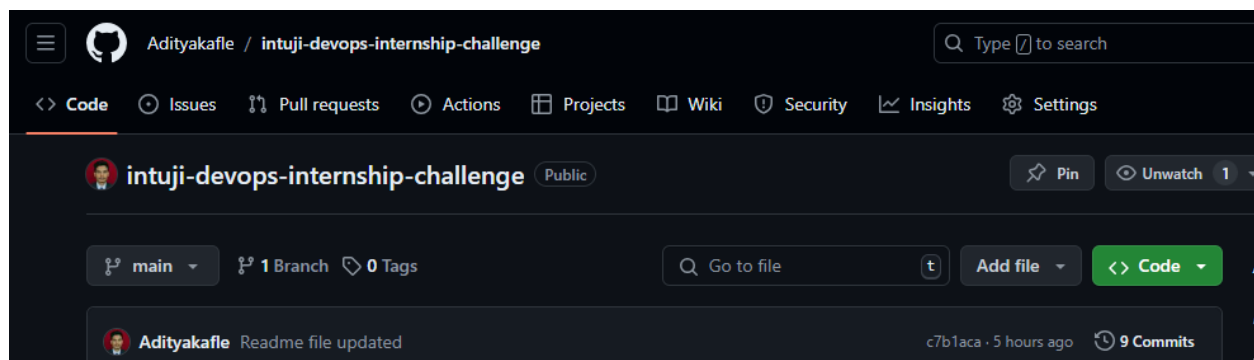 Adityakafle / intuji-devops-internship-challenge Type / to search
Code Issues Pull requests Actions Projects Wiki Security Insights Settings
intuji-devops-internship-challenge Public Pin Unwatch 1
main 1 Branch 0 Tags Go to file t Add file Code
Adityakafle Readme file updated c7b1aca · 5 hours ago 9 Commits